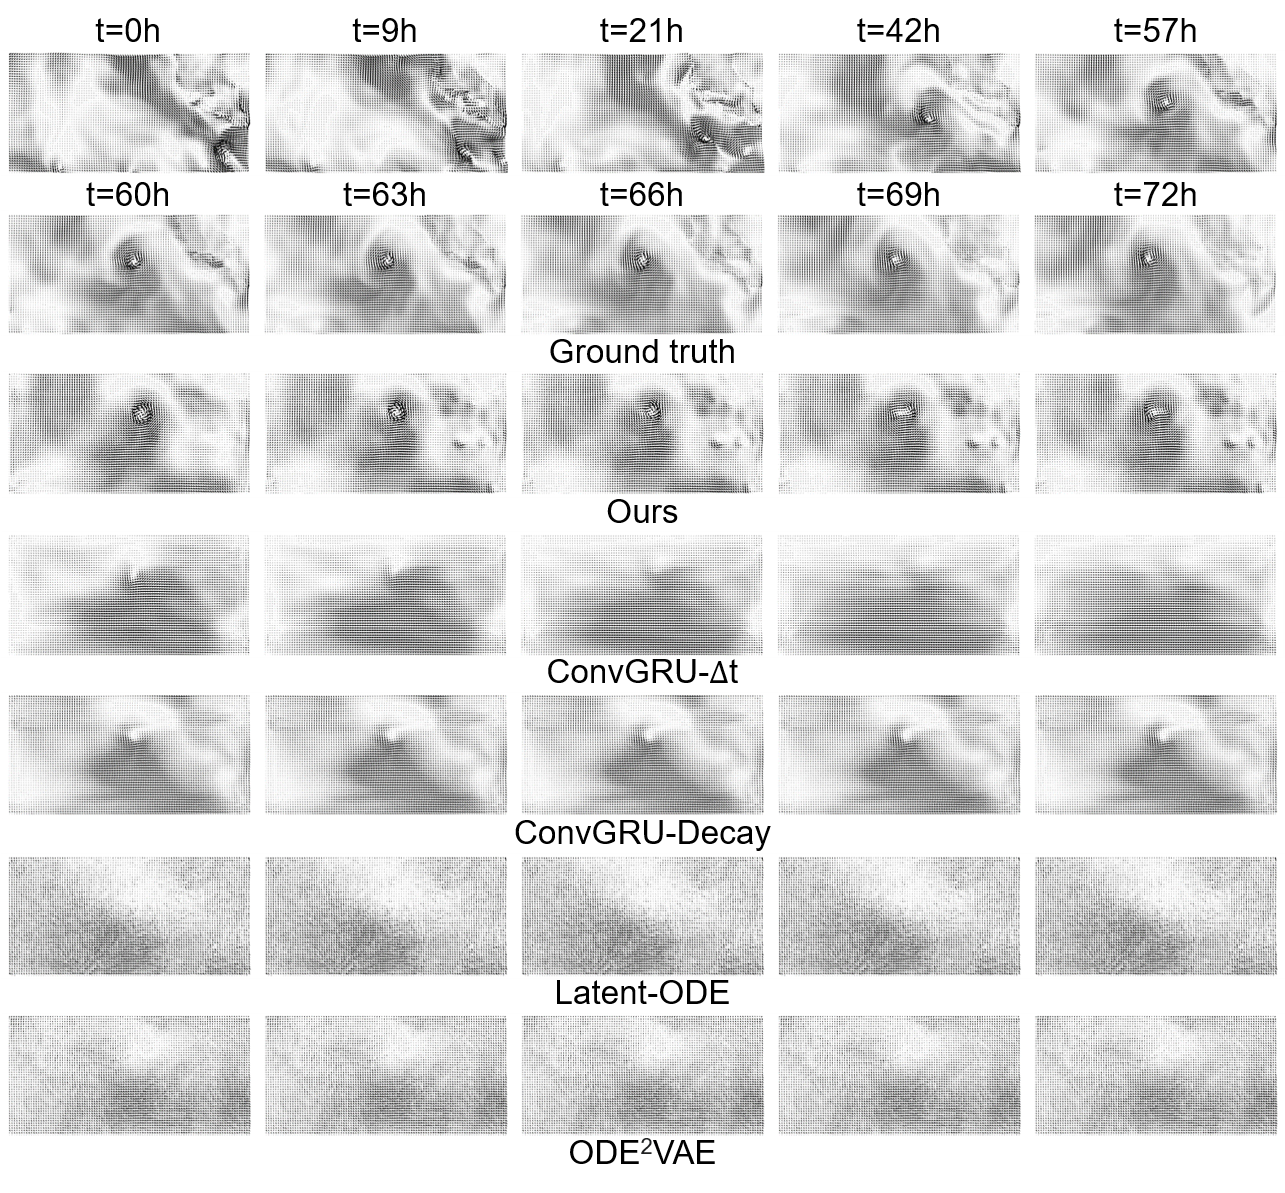 t=0h t=9h t=21h t=42h t=57h
t=60h t=63h t=66h t=69h t=72h
Ground truth
Ours
ConvGRU-Δt
ConvGRU-Decay
Latent-ODE
ODE²VAE